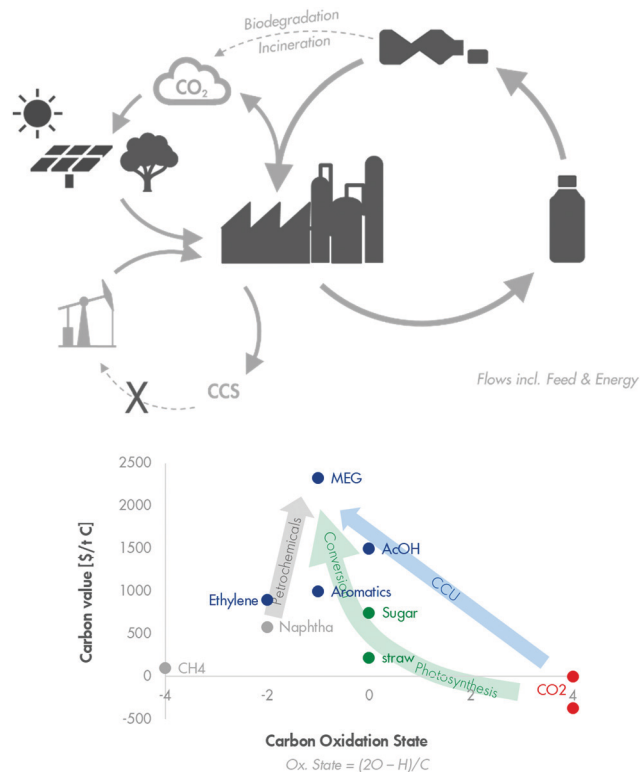 Biodegradation
Incineration
CO₂
CCS
X
Flows incl. Feed & Energy
2500
2000
1500
1000
500
0
-500
Carbon value [$/t C]
MEG
Petrochemicals
Conversion
AcOH
CCU
Ethylene
Aromatics
Naphtha
Sugar
straw
Photosynthesis
CH4
CO2
-4
-2
0
2
4
Carbon Oxidation State
Ox. State = (2O – H)/C